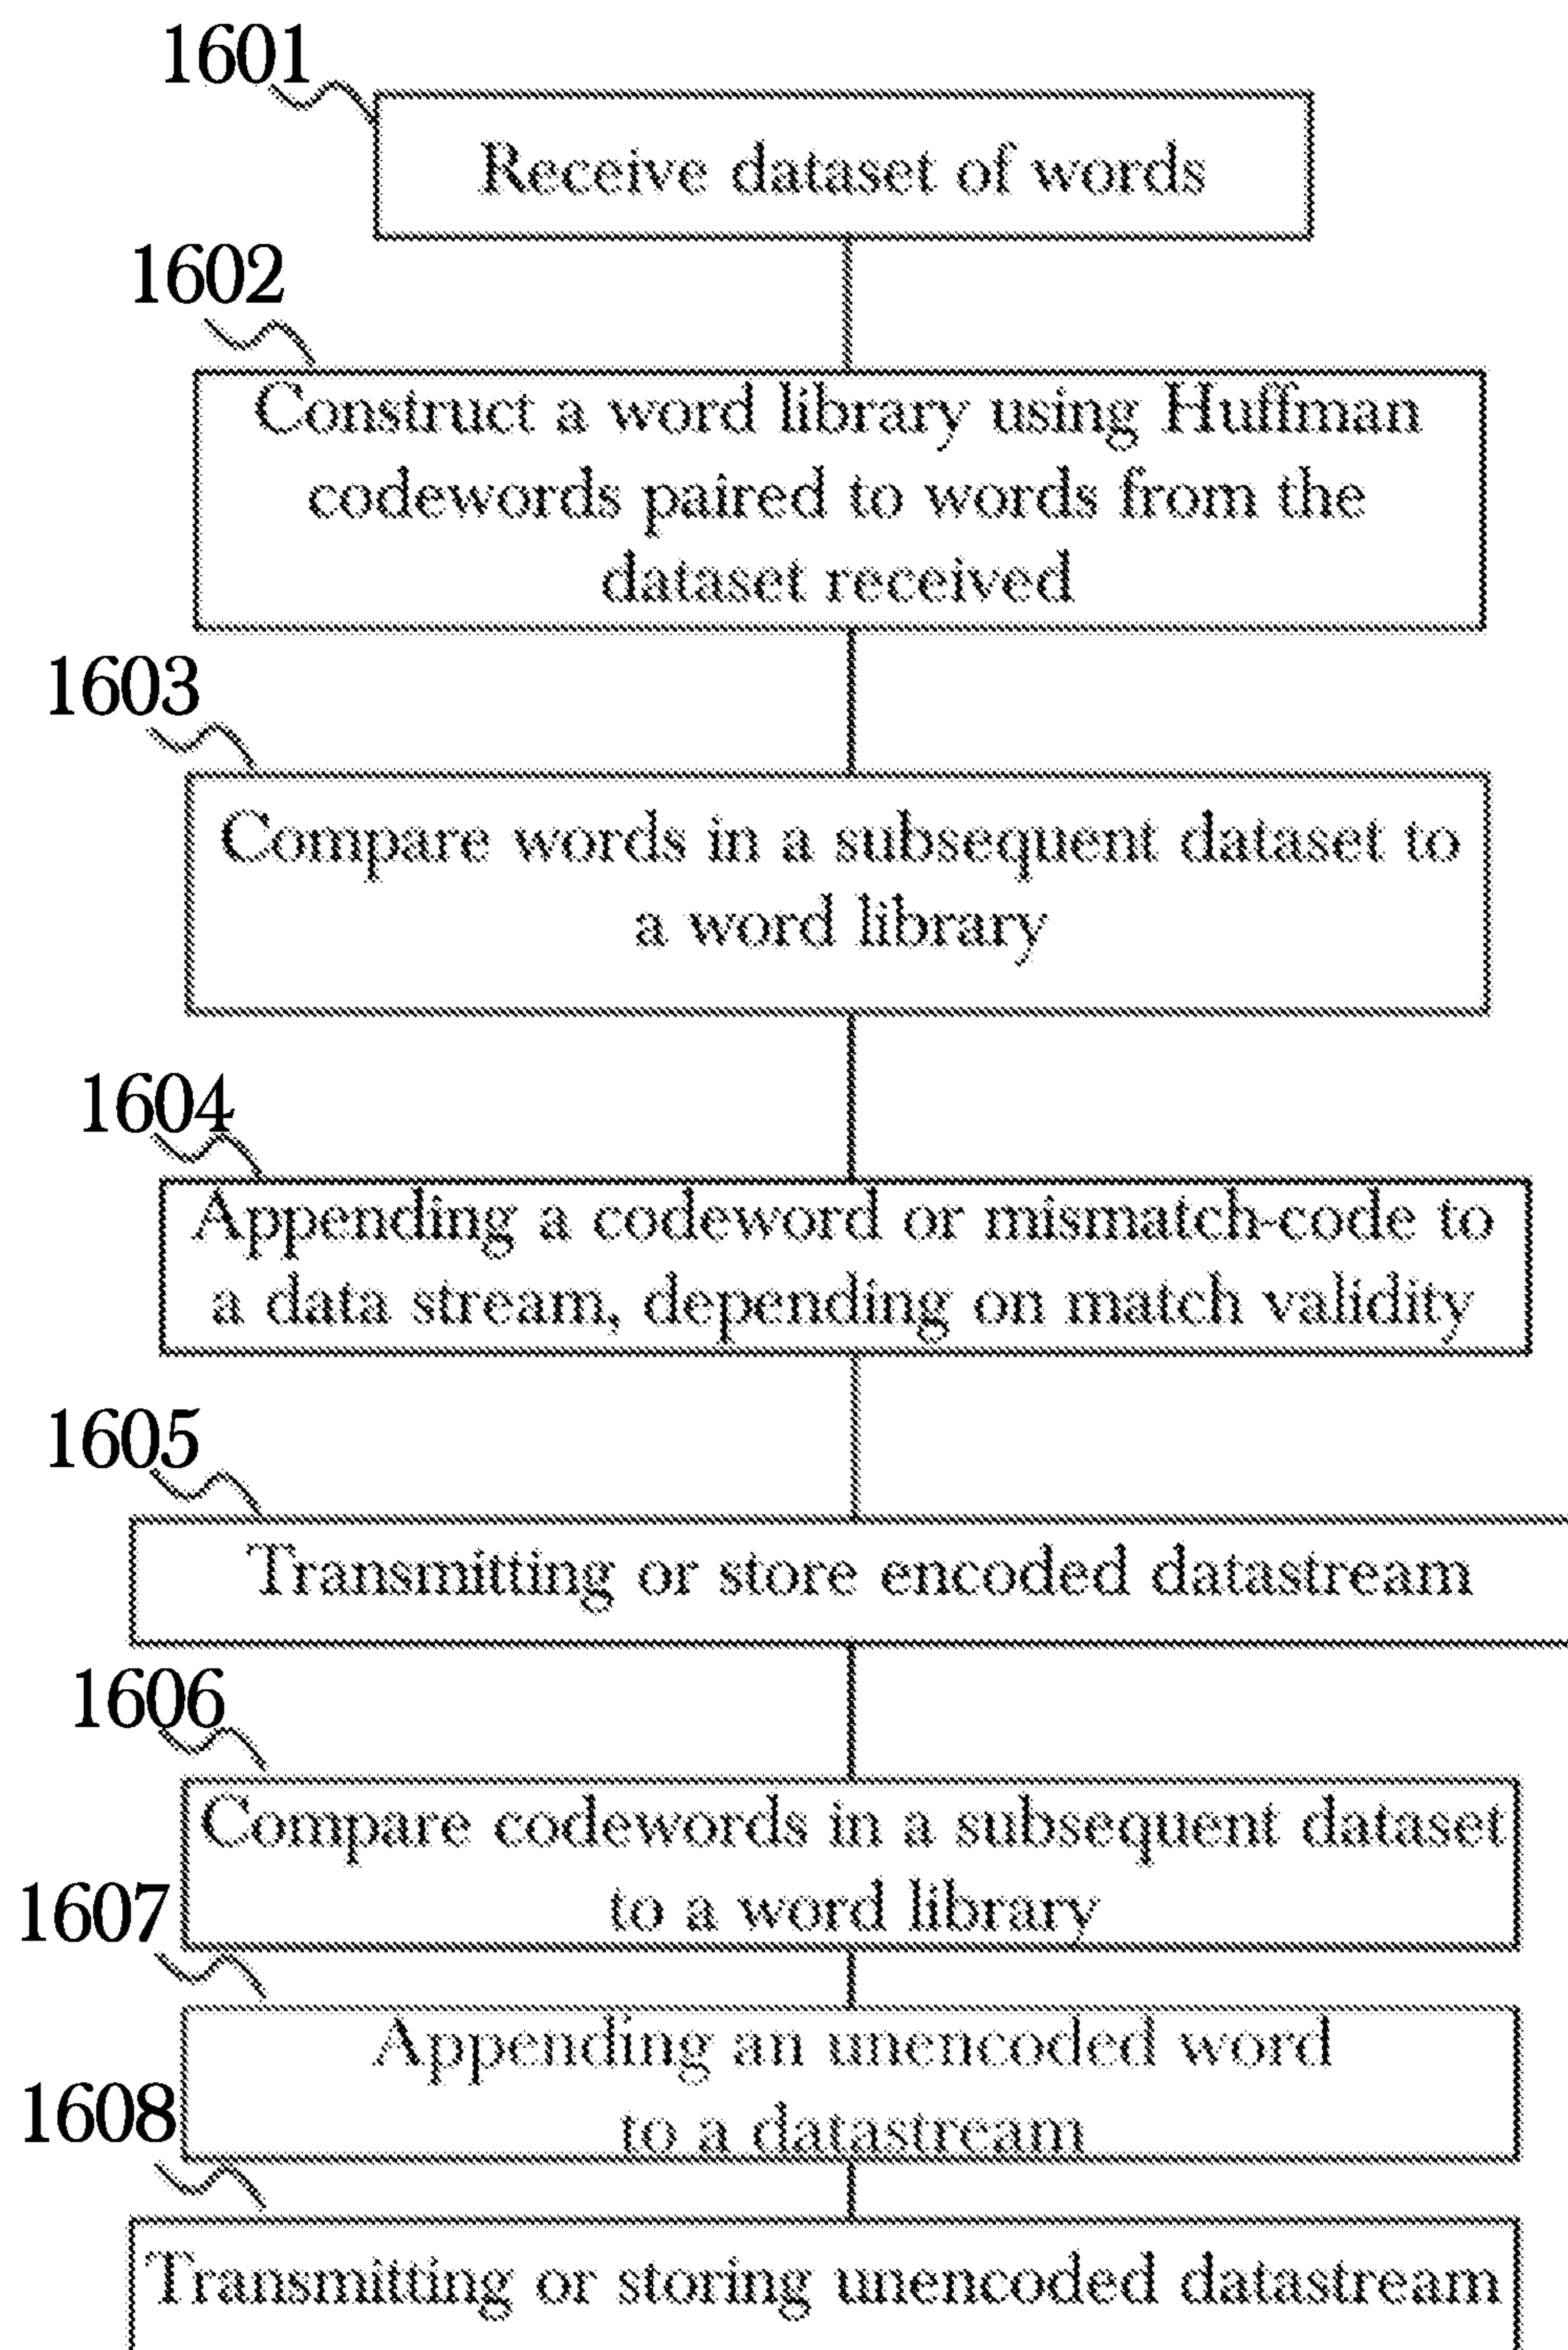 1601
Receive dataset of words
1602
Construct a word library using Huffman
codewords paired to words from the
dataset received
1603
Compare words in a subsequent dataset to
a word library
1604
Appending a codeword or mismatch-code to
a data stream, depending on match validity
1605
Transmitting or store encoded datastream
1606
Compare codewords in a subsequent dataset
to a word library
1607
Appending an unencoded word
to a datastream
1608
Transmitting or storing unencoded datastream